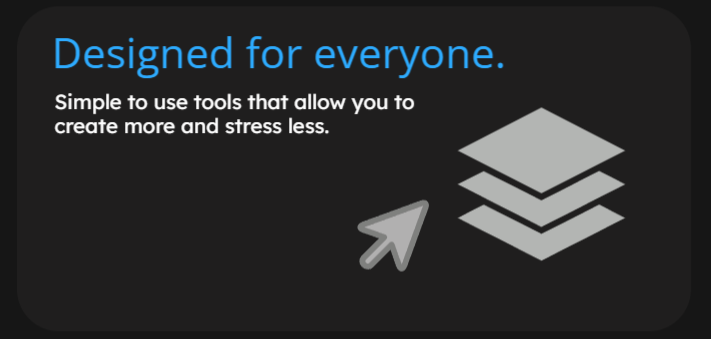 Designed for everyone.
Simple to use tools that allow you to
create more and stress less.